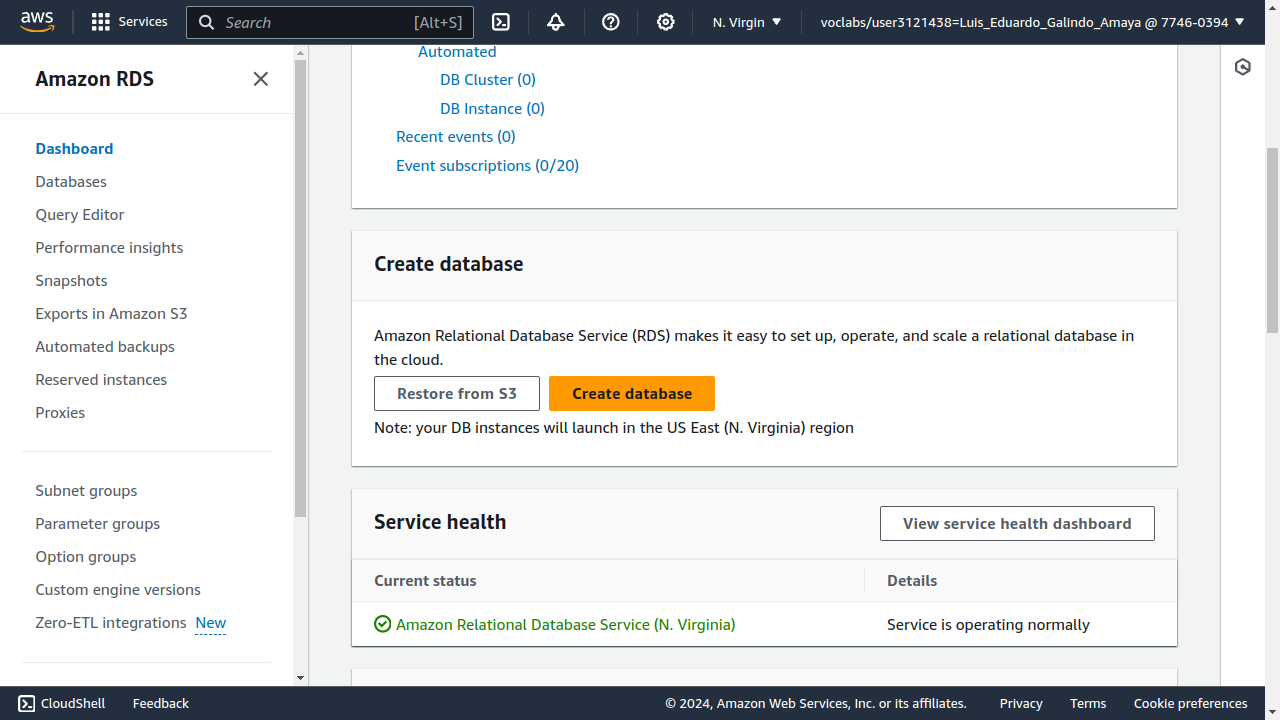 aws
Services
Search [Alt+S]
N. Virgin
voclabs/user3121438=Luis_Eduardo_Galindo_Amaya @ 7746-0394
Amazon RDS
Dashboard
Databases
Query Editor
Performance insights
Snapshots
Exports in Amazon S3
Automated backups
Reserved instances
Proxies
Subnet groups
Parameter groups
Option groups
Custom engine versions
Zero-ETL integrations New
Automated
DB Cluster (0)
DB Instance (0)
Recent events (0)
Event subscriptions (0/20)
Create database
Amazon Relational Database Service (RDS) makes it easy to set up, operate, and scale a relational database in
the cloud.
Restore from S3
Create database
Note: your DB instances will launch in the US East (N. Virginia) region
Service health
View service health dashboard
Current status
Details
Amazon Relational Database Service (N. Virginia)
Service is operating normally
CloudShell
Feedback
© 2024, Amazon Web Services, Inc. or its affiliates.
Privacy
Terms
Cookie preferences